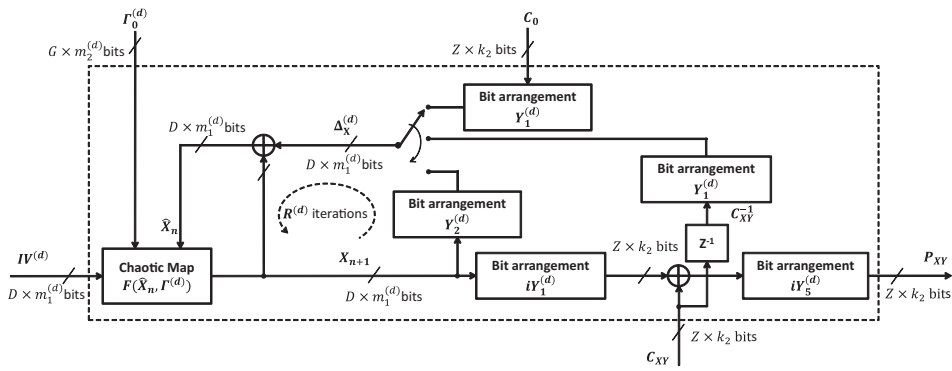 Γ₀⁽ᵈ⁾
C₀
G × m₂⁽ᵈ⁾bits
Z × k₂ bits
Bit arrangement
Y₁⁽ᵈ⁾
D × m₁⁽ᵈ⁾bits
Δ_X⁽ᵈ⁾
D × m₁⁽ᵈ⁾bits
Bit arrangement
Y₁⁽ᵈ⁾
R⁽ᵈ⁾ iterations
Bit arrangement
Y₂⁽ᵈ⁾
X̂ₙ
C_XY⁻¹
Z⁻¹
IV⁽ᵈ⁾
D × m₁⁽ᵈ⁾bits
Chaotic Map
F(X̂ₙ, Γ⁽ᵈ⁾)
Xₙ₊₁
D × m₁⁽ᵈ⁾bits
Bit arrangement
iY₁⁽ᵈ⁾
Z × k₂ bits
Bit arrangement
iY₅⁽ᵈ⁾
P_XY
Z × k₂ bits
Z × k₂ bits
C_XY